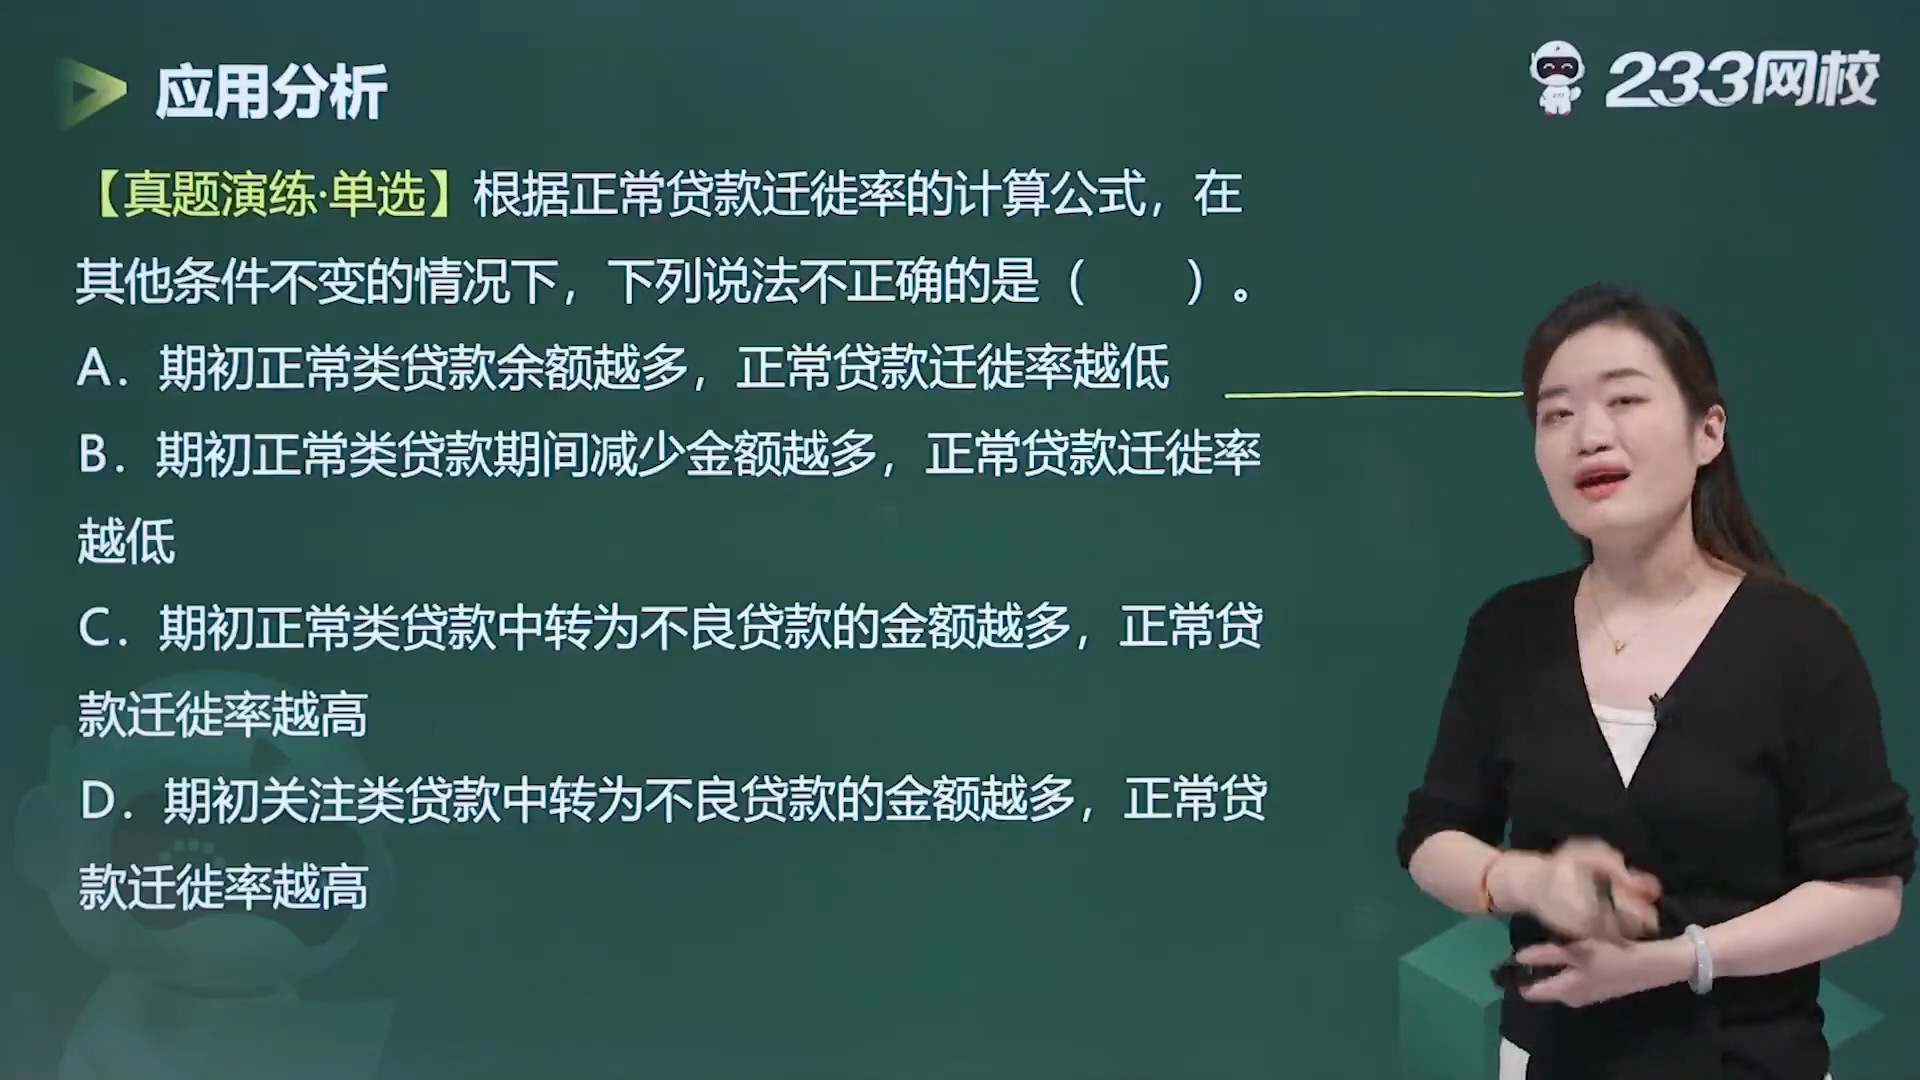 应用分析
233网校
【真题演练·单选】根据正常贷款迁徙率的计算公式，在
其他条件不变的情况下，下列说法不正确的是（　　）。
A．期初正常类贷款余额越多，正常贷款迁徙率越低
B．期初正常类贷款期间减少金额越多，正常贷款迁徙率
越低
C．期初正常类贷款中转为不良贷款的金额越多，正常贷
款迁徙率越高
D．期初关注类贷款中转为不良贷款的金额越多，正常贷
款迁徙率越高